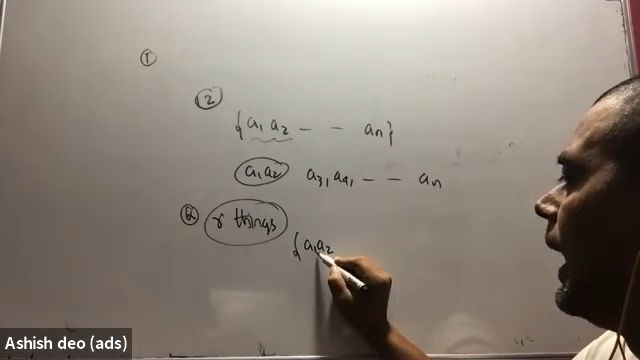 ①
②
{a₁ a₂ - - aₙ}
a₁a₂ a₃, a₄, - - aₙ
② r things
{a₁a₂
Ashish deo (ads)